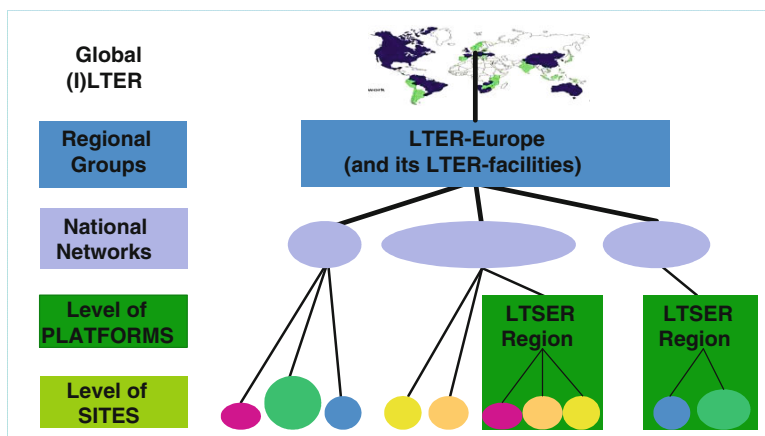 Global
(I)LTER
Regional
Groups
LTER-Europe
(and its LTER-facilities)
National
Networks
Level of
PLATFORMS
LTSER
Region
LTSER
Region
Level of
SITES